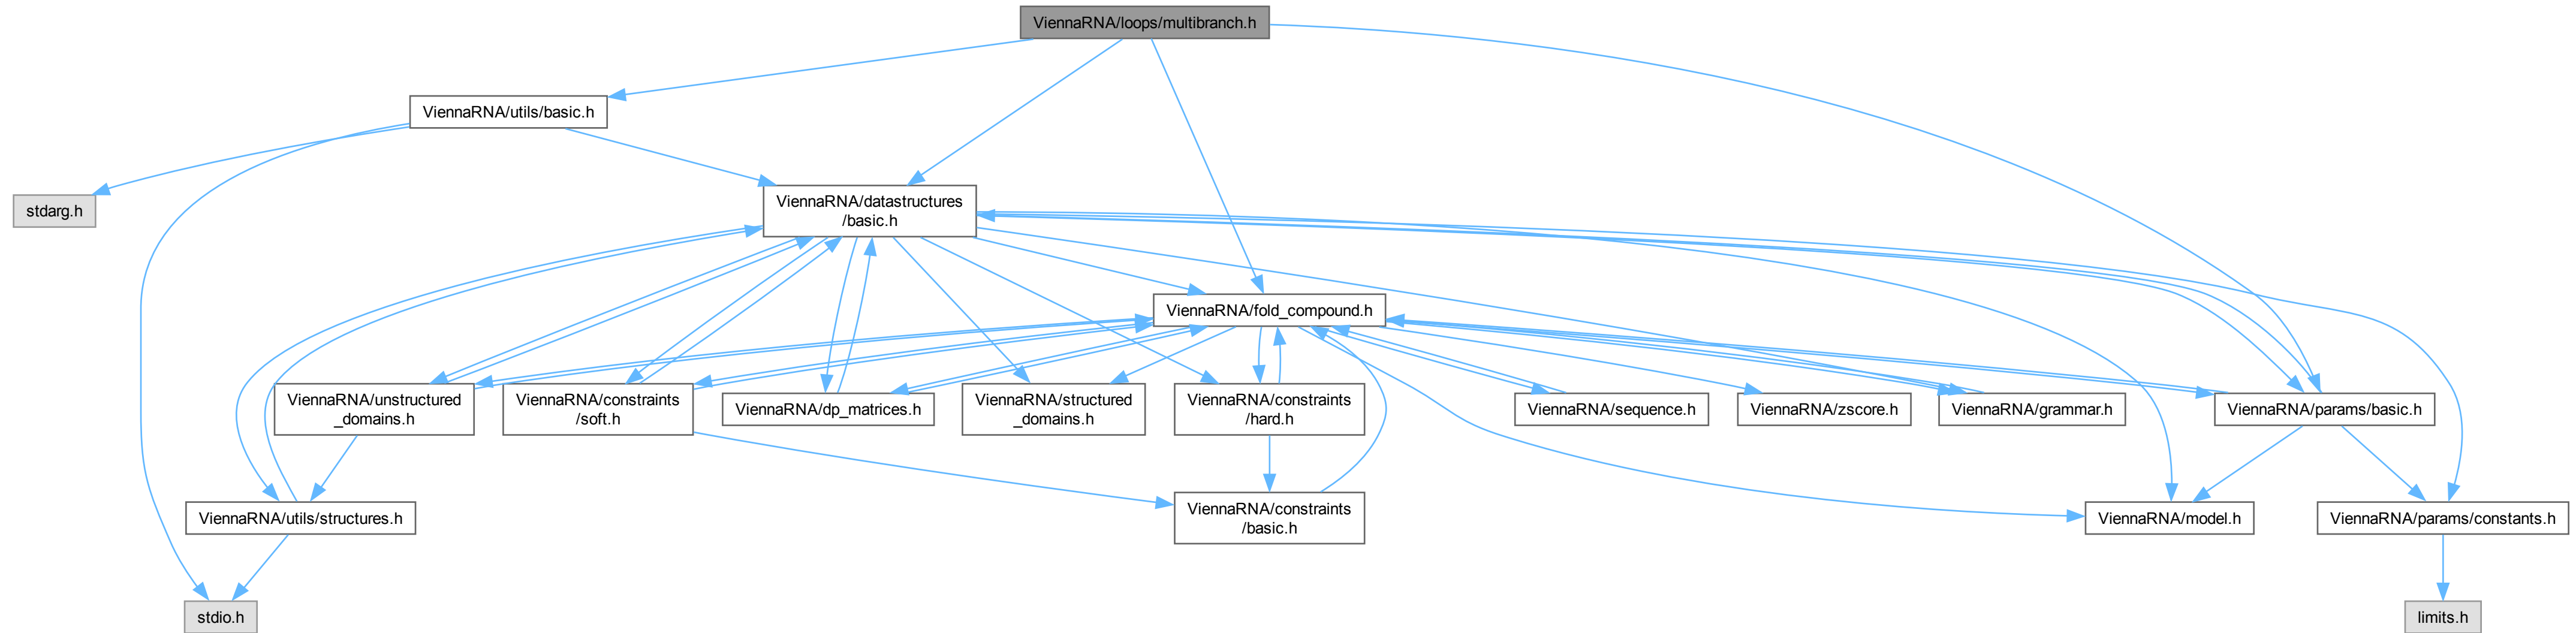 ViennaRNA/loops/multibranch.h
ViennaRNA/utils/basic.h
stdarg.h
ViennaRNA/datastructures
/basic.h
ViennaRNA/fold_compound.h
ViennaRNA/unstructured
_domains.h
ViennaRNA/constraints
/soft.h
ViennaRNA/dp_matrices.h
ViennaRNA/structured
_domains.h
ViennaRNA/constraints
/hard.h
ViennaRNA/sequence.h
ViennaRNA/zscore.h
ViennaRNA/grammar.h
ViennaRNA/params/basic.h
ViennaRNA/utils/structures.h
ViennaRNA/constraints
/basic.h
ViennaRNA/model.h
ViennaRNA/params/constants.h
stdio.h
limits.h